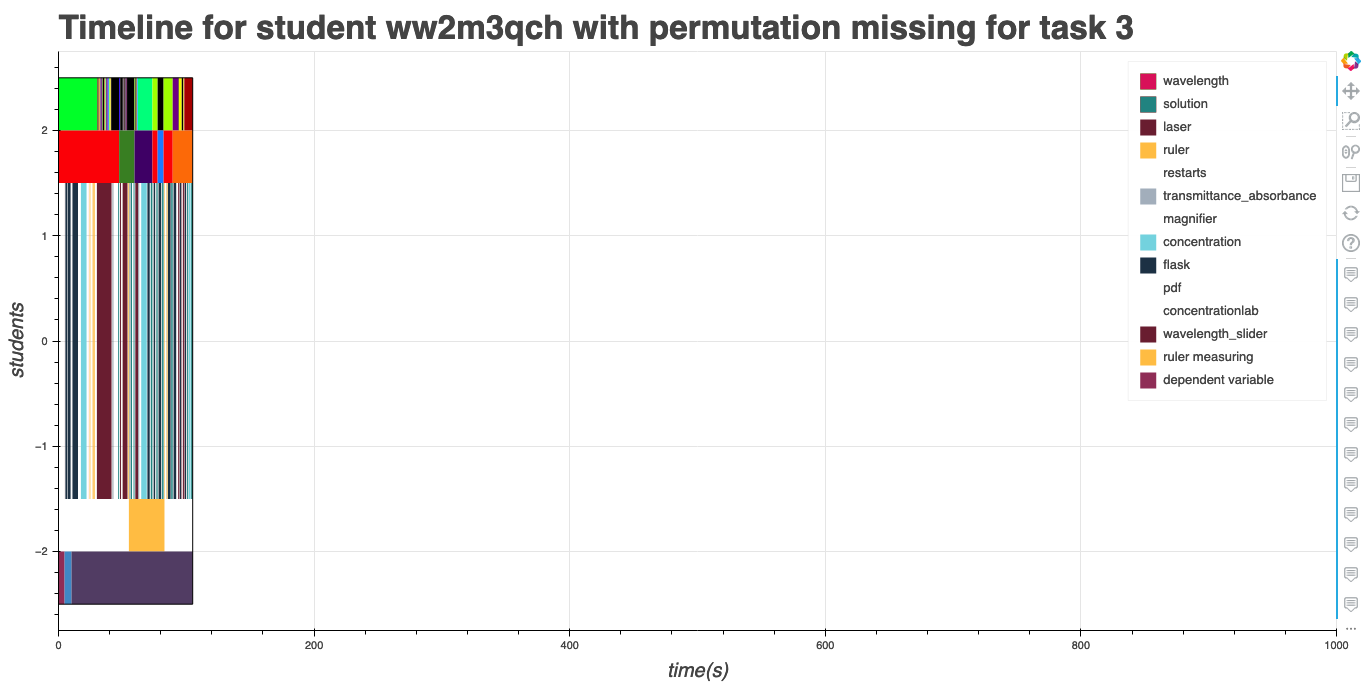 Timeline for student ww2m3qch with permutation missing for task 3
wavelength
solution
laser
ruler
restarts
transmittance_absorbance
magnifier
concentration
flask
pdf
concentrationlab
wavelength_slider
ruler measuring
dependent variable
students
2
1
0
−1
−2
0
200
400
600
800
1000
time(s)